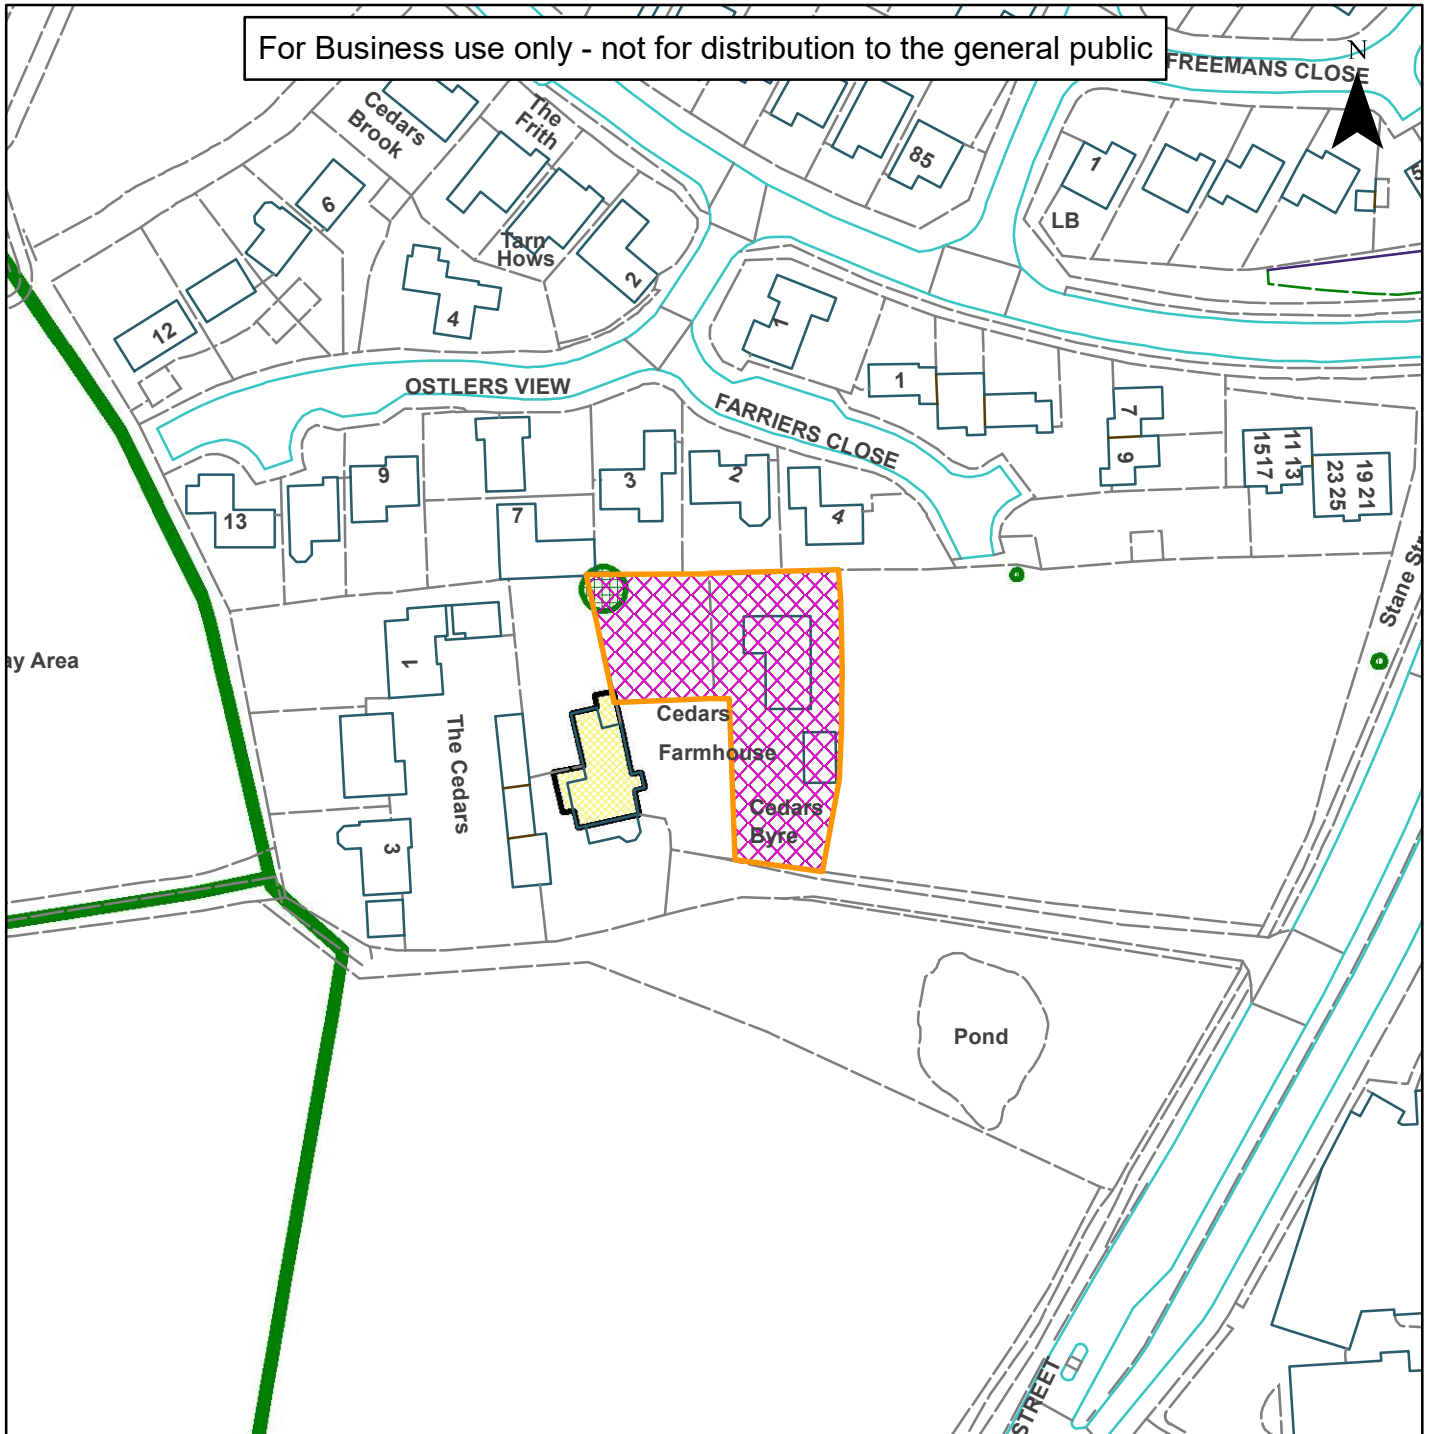 For Business use only - not for distribution to the general public
N
FREEMANS CLOSE
Cedars
Brook
The
Frith
85
1
5
6
LB
Tarn
Hows
2
12
4
1
OSTLERS VIEW
FARRIERS CLOSE
1
7
9
11 13
15 17
19 21
23 25
9
3
2
4
13
7
Stane St
ay Area
1
The Cedars
3
Cedars
Farmhouse
Cedars
Byre
Pond
STREET